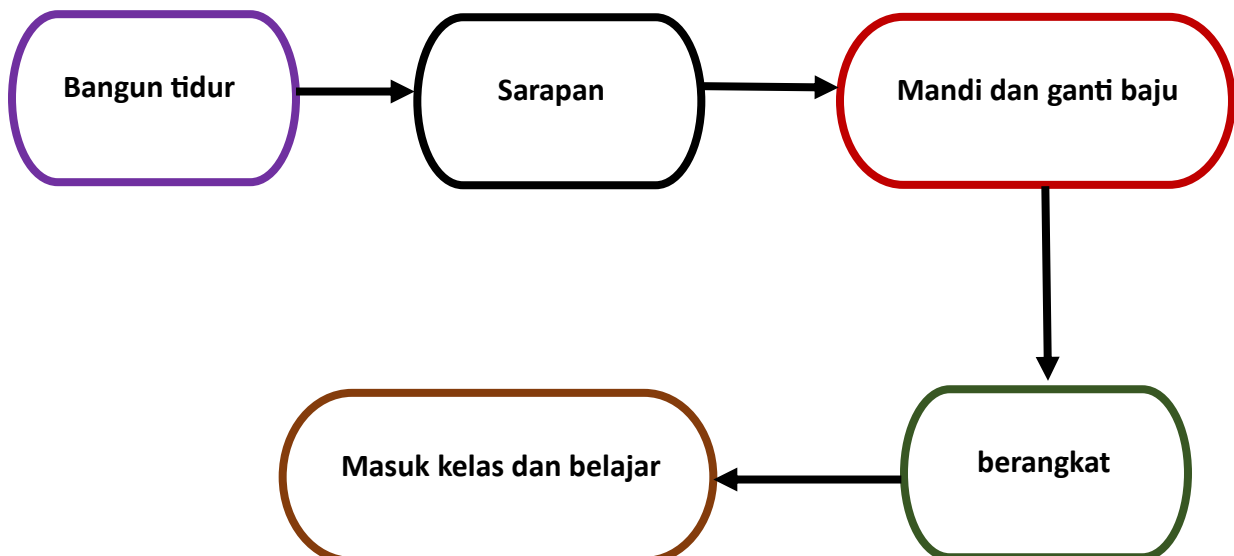 Bangun tidur
Sarapan
Mandi dan ganti baju
berangkat
Masuk kelas dan belajar